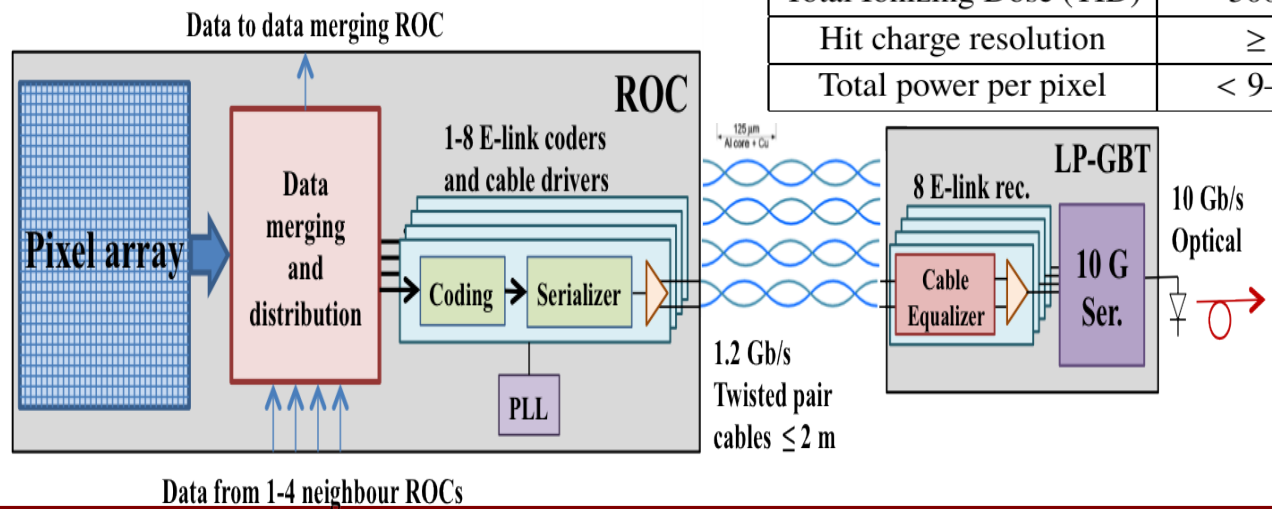 Data to data merging ROC
Hit charge resolution ≥
Total power per pixel < 9-
ROC
Pixel array
Data
merging
and
distribution
1-8 E-link coders
and cable drivers
Coding
Serializer
PLL
Data from 1-4 neighbour ROCs
125 µm
Al core + Cu
1.2 Gb/s
Twisted pair
cables ≤ 2 m
LP-GBT
8 E-link rec.
Cable
Equalizer
10 G
Ser.
10 Gb/s
Optical